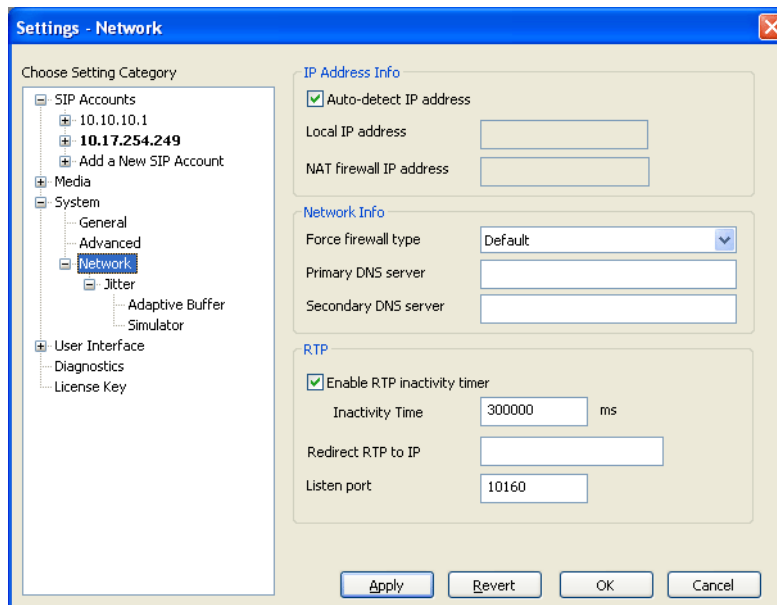 Settings - Network
Choose Setting Category
SIP Accounts
10.10.10.1
10.17.254.249
Add a New SIP Account
Media
System
General
Advanced
Network
Jitter
Adaptive Buffer
Simulator
User Interface
Diagnostics
License Key
IP Address Info
Auto-detect IP address
Local IP address
NAT firewall IP address
Network Info
Force firewall type Default
Primary DNS server
Secondary DNS server
RTP
Enable RTP inactivity timer
Inactivity Time 300000 ms
Redirect RTP to IP
Listen port 10160
Apply Revert OK Cancel